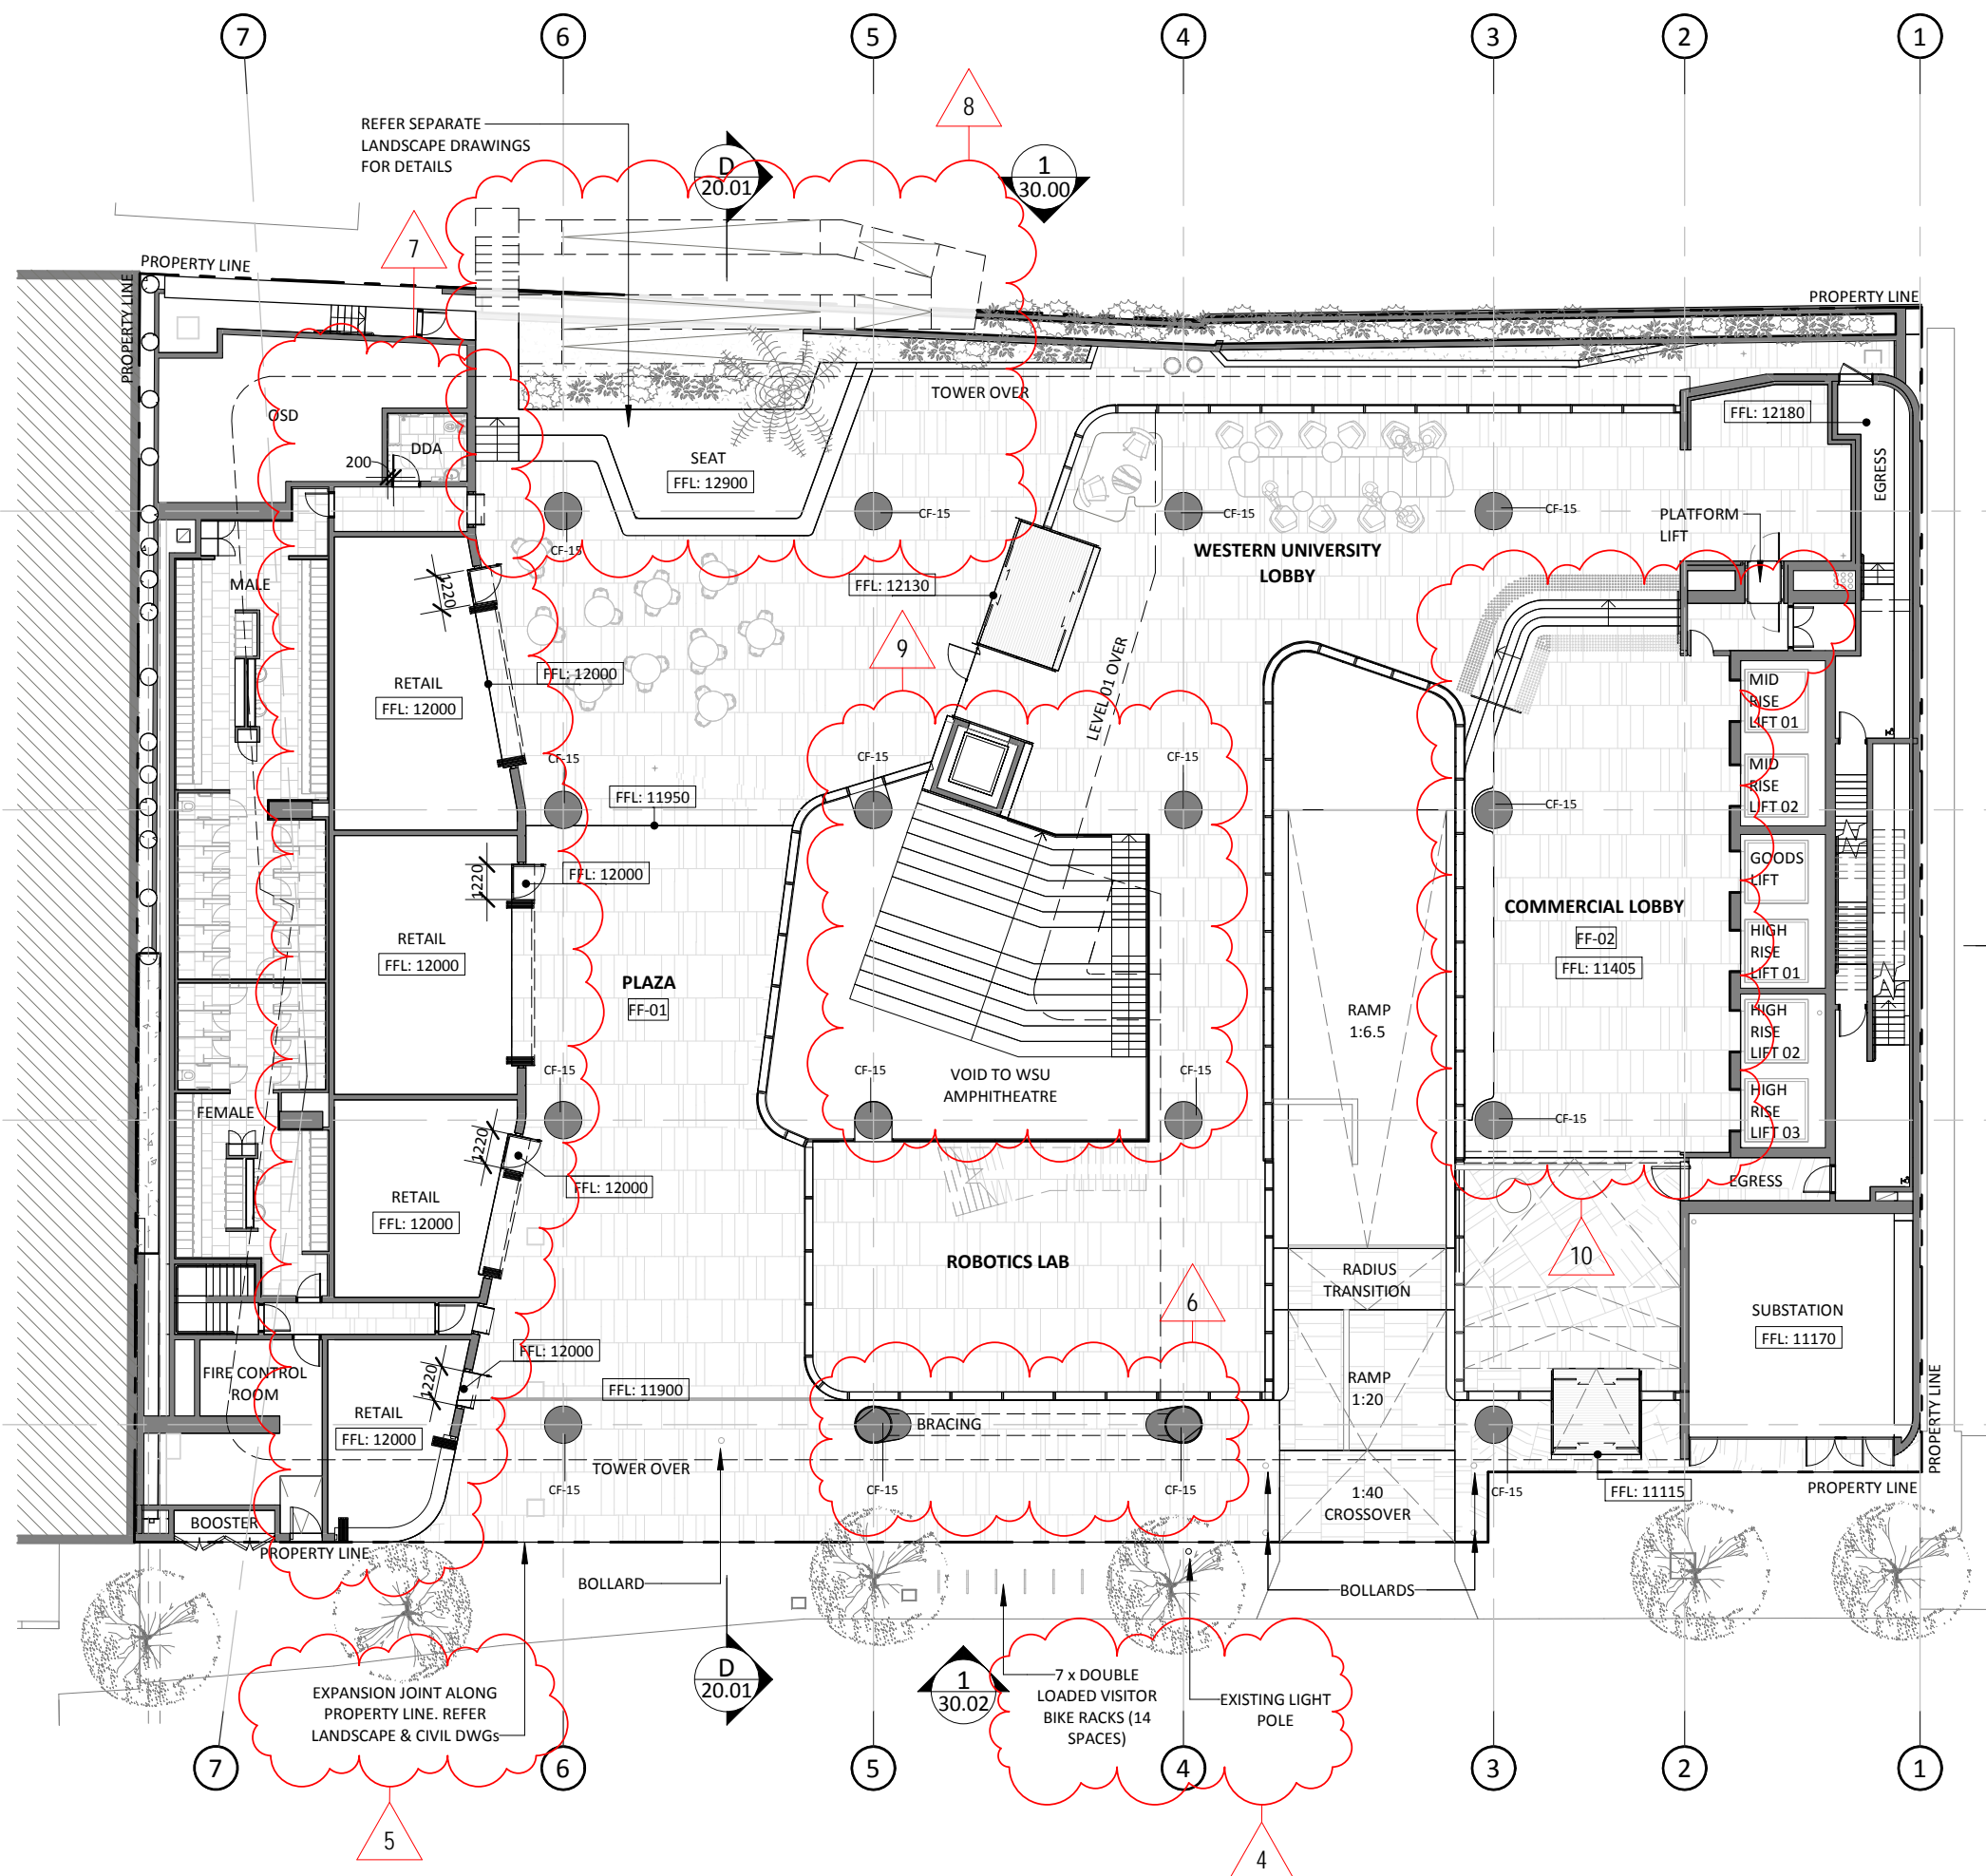 7
6
5
4
3
2
1
8
REFER SEPARATE
LANDSCAPE DRAWINGS
FOR DETAILS
D
20.01
1
30.00
7
PROPERTY LINE
PROPERTY LINE
PROPERTY LINE
TOWER OVER
OSD
DDA
200
SEAT
FFL: 12900
FFL: 12180
EGRESS
CF-15
CF-15
CF-15
CF-15
PLATFORM
LIFT
WESTERN UNIVERSITY
LOBBY
MALE
1220
FFL: 12130
9
LEVEL 01 OVER
FFL: 12000
RETAIL
FFL: 12000
MID
RISE
LIFT 01
CF-15
CF-15
CF-15
MID
RISE
LIFT 02
CF-15
FFL: 11950
1220
FFL: 12000
GOODS
LIFT
COMMERCIAL LOBBY
FF-02
FFL: 11405
RETAIL
FFL: 12000
HIGH
RISE
LIFT 01
PLAZA
FF-01
RAMP
1:6.5
HIGH
RISE
LIFT 02
CF-15
CF-15
CF-15
VOID TO WSU
AMPHITHEATRE
HIGH
RISE
LIFT 03
CF-15
FEMALE
1220
FFL: 12000
RETAIL
FFL: 12000
EGRESS
10
ROBOTICS LAB
RADIUS
TRANSITION
6
SUBSTATION
FFL: 11170
FFL: 12000
FIRE CONTROL
ROOM
1220
FFL: 11900
RAMP
1:20
RETAIL
FFL: 12000
BRACING
PROPERTY LINE
TOWER OVER
CF-15
CF-15
CF-15
1:40
CROSSOVER
CF-15
FFL: 11115
PROPERTY LINE
BOOSTER
PROPERTY LINE
BOLLARD
BOLLARDS
EXPANSION JOINT ALONG
PROPERTY LINE. REFER
LANDSCAPE & CIVIL DWGs
D
20.01
1
30.02
7 x DOUBLE
LOADED VISITOR
BIKE RACKS (14
SPACES)
EXISTING LIGHT
POLE
7
6
5
4
3
2
1
5
4